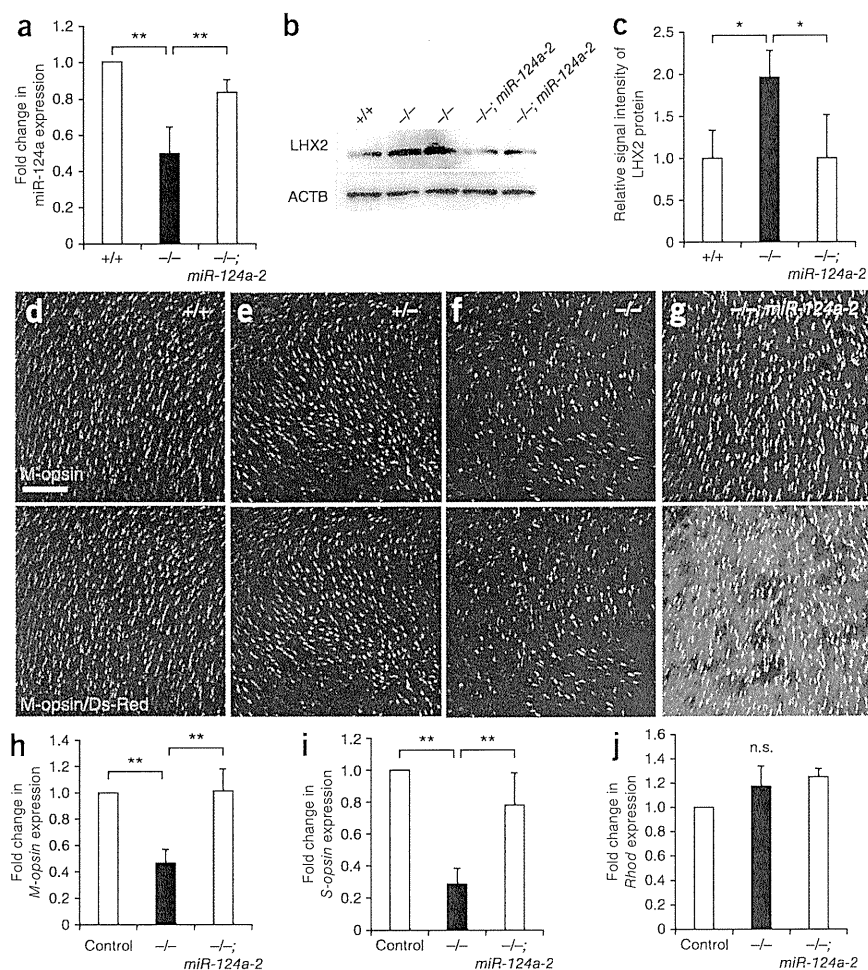 a
Fold change in
miR-124a expression
1.2
1.0
0.8
0.6
0.4
0.2
0
** **
+/+ –/– –/–;
miR-124a-2
b
+/+ –/– –/– –/–; miR-124a-2 –/–; miR-124a-2
LHX2
ACTB
c
Relative signal intensity of
LHX2 protein
2.5
2.0
1.5
1.0
0.5
0
* *
+/+ –/– –/–;
miR-124a-2
d +/+
M-opsin
M-opsin/Ds-Red
e +/–
f –/–
g –/–; miR-124a-2
h
Fold change in
M-opsin expression
1.4
1.2
1.0
0.8
0.6
0.4
0.2
0
** **
Control –/– –/–;
miR-124a-2
i
Fold change in
S-opsin expression
1.2
1.0
0.8
0.6
0.4
0.2
0
** **
Control –/– –/–;
miR-124a-2
j
Fold change in
Rhod expression
1.6
1.4
1.2
1.0
0.8
0.6
0.4
0.2
0
n.s.
Control –/– –/–;
miR-124a-2